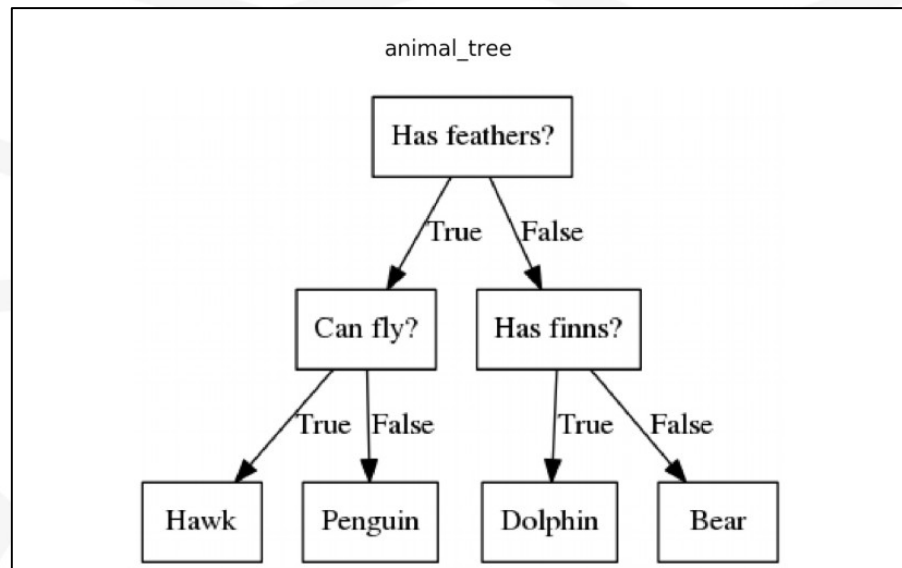 animal_tree
Has feathers?
True False
Can fly? Has finns?
True False True False
Hawk Penguin Dolphin Bear